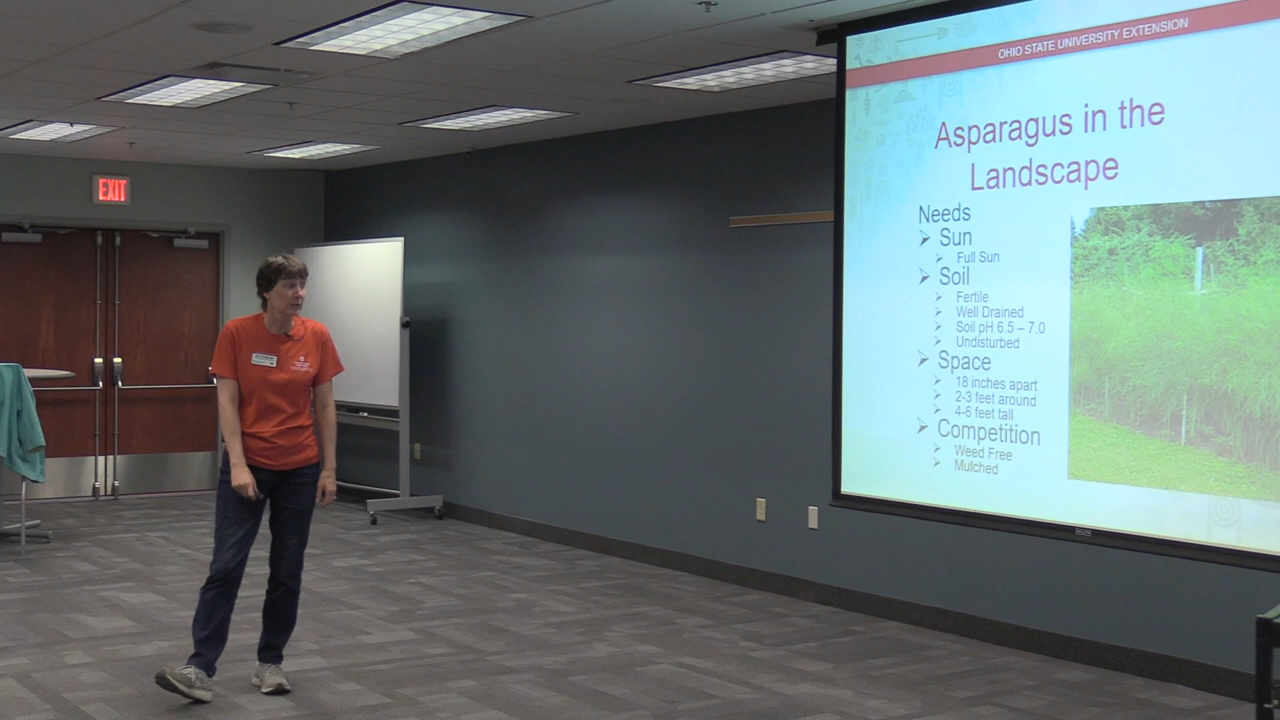 EXIT
OHIO STATE UNIVERSITY EXTENSION
Asparagus in the
Landscape
Needs
Sun
Full Sun
Soil
Fertile
Well Drained
Soil pH 6.5 – 7.0
Undisturbed
Space
18 inches apart
2-3 feet around
4-6 feet tall
Competition
Weed Free
Mulched